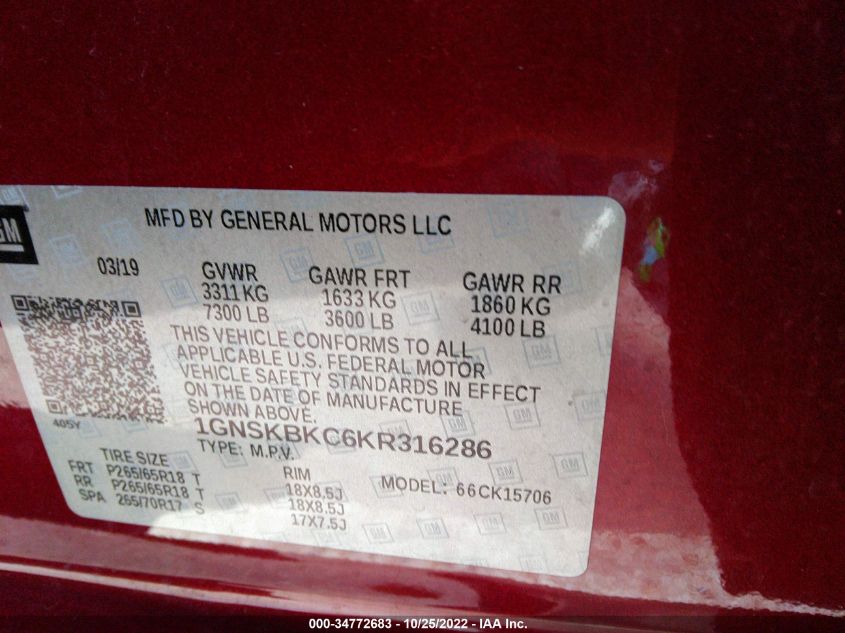 GM
MFD BY GENERAL MOTORS LLC
03/19
GVWR GAWR FRT GAWR RR
3311 KG 1633 KG 1860 KG
7300 LB 3600 LB 4100 LB
THIS VEHICLE CONFORMS TO ALL
APPLICABLE U.S. FEDERAL MOTOR
VEHICLE SAFETY STANDARDS IN EFFECT
ON THE DATE OF MANUFACTURE
SHOWN ABOVE.
405Y
1GNSKBKC6KR316286
TYPE: M.P.V.
MODEL: 66CK15706
TIRE SIZE RIM
FRT P265/65R18 T 18X8.5J
RR P265/65R18 T 18X8.5J
SPA 265/70R17 S 17X7.5J
000-34772683 - 10/25/2022 - IAA Inc.